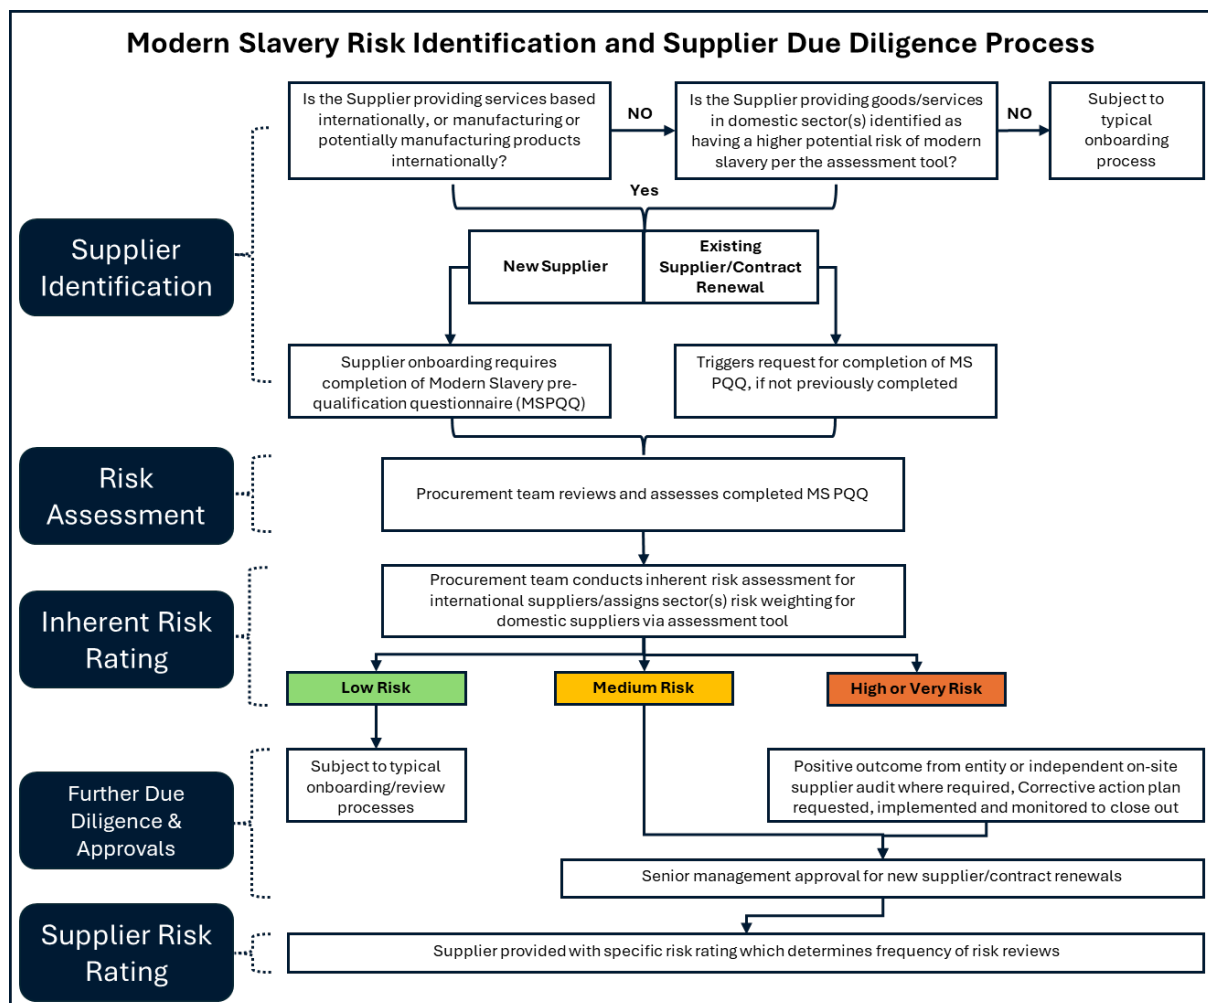 Modern Slavery Risk Identification and Supplier Due Diligence Process
Is the Supplier providing services based
internationally, or manufacturing or
potentially manufacturing products
internationally?
NO
Is the Supplier providing goods/services
in domestic sector(s) identified as
having a higher potential risk of modern
slavery per the assessment tool?
NO
Subject to
typical
onboarding
process
Yes
Supplier
Identification
New Supplier
Existing
Supplier/Contract
Renewal
Supplier onboarding requires
completion of Modern Slavery pre-
qualification questionnaire (MSPQQ)
Triggers request for completion of MS
PQQ, if not previously completed
Risk
Assessment
Procurement team reviews and assesses completed MS PQQ
Inherent Risk
Rating
Procurement team conducts inherent risk assessment for
international suppliers/assigns sector(s) risk weighting for
domestic suppliers via assessment tool
Low Risk
Medium Risk
High or Very Risk
Further Due
Diligence &
Approvals
Subject to typical
onboarding/review
processes
Positive outcome from entity or independent on-site
supplier audit where required, Corrective action plan
requested, implemented and monitored to close out
Senior management approval for new supplier/contract renewals
Supplier Risk
Rating
Supplier provided with specific risk rating which determines frequency of risk reviews